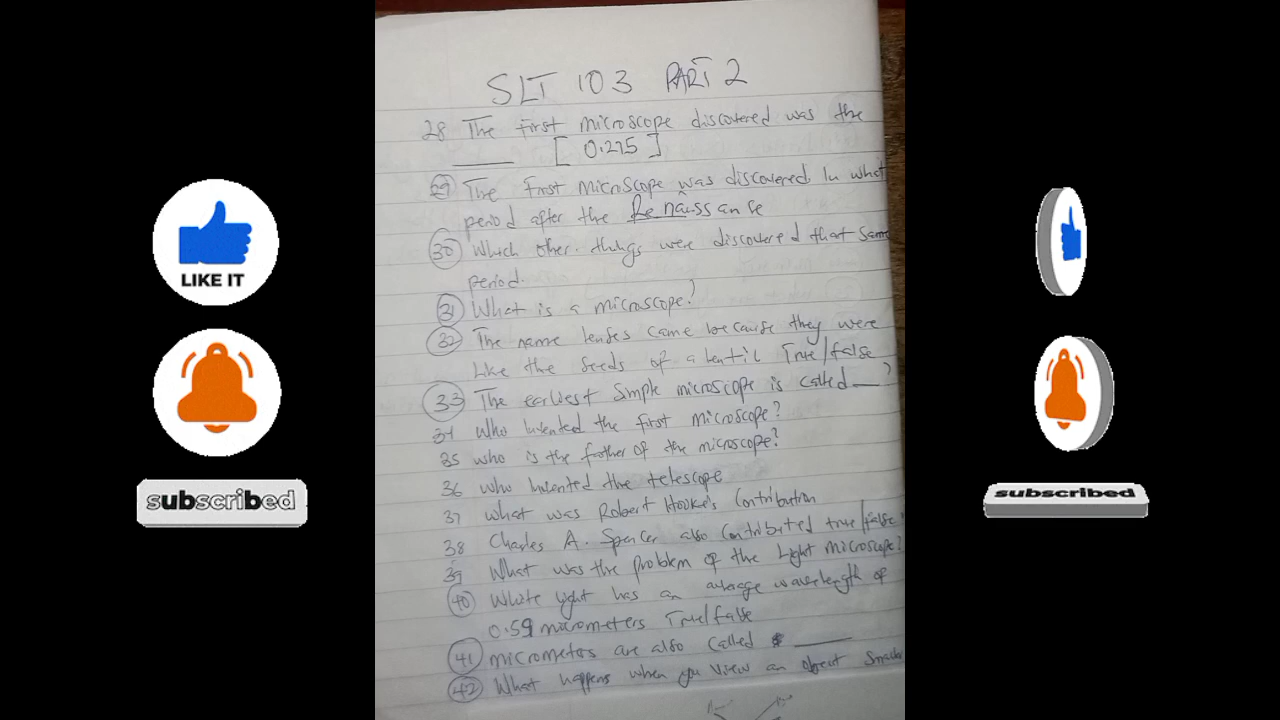 SLT 103 PART 2
28 The First microscope discovered was the
____ [ 0.275 ]
29 The First Microscope was discovered in what
period after the Renaussanse
30 Which other things were discovered that same
period.
31 What is a microscope?
32 The name lenses came because they were
like the seeds of a lentil True/false
33 The earliest simple microscope is called ___ ?
34 Who invented the first microscope?
35 who is the father of the microscope?
36 who invented the telescope
37 what was Robert Hooke's contribution
38 Charles A. Spencer also contributed true/false?
39 What was the problem of the Light microscope?
40 White light has an average wavelength of
0.59 micrometers True/false
41 micrometers are also called ____
42 What happens when you view an object smaller
LIKE IT
subscribed
subscribed